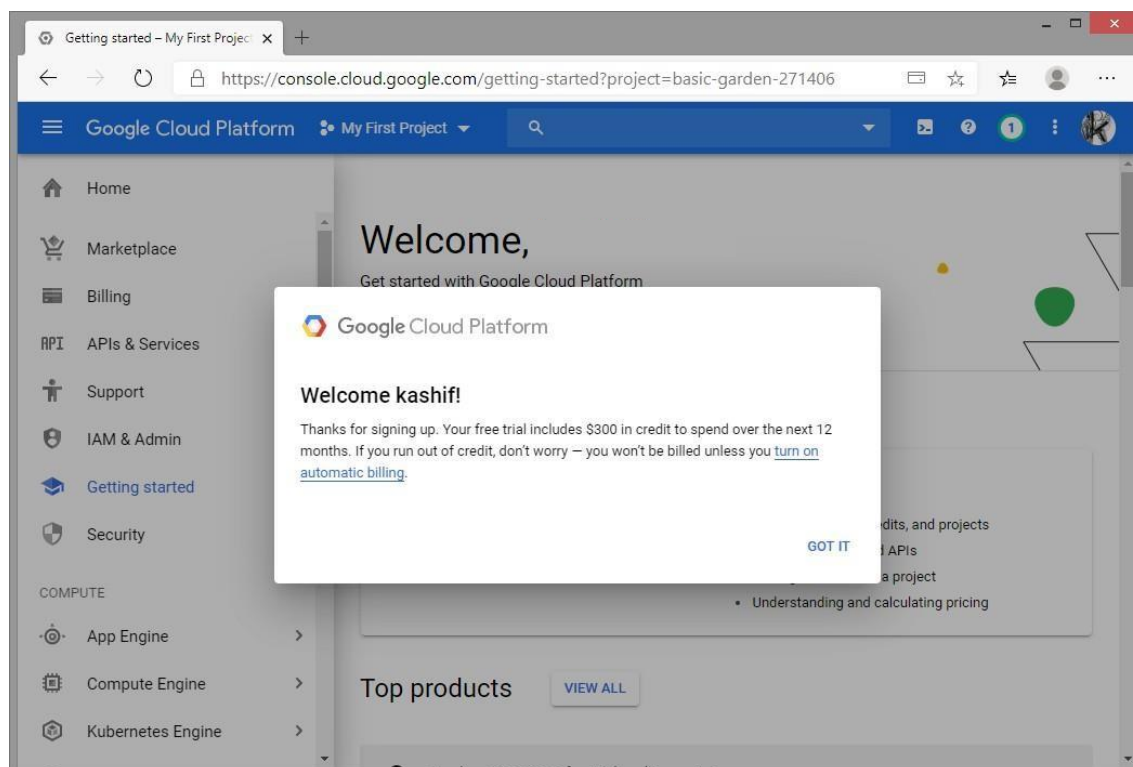 Getting started – My First Projec
https://console.cloud.google.com/getting-started?project=basic-garden-271406
Google Cloud Platform
My First Project
1
Home
Marketplace
Billing
API APIs & Services
Support
IAM & Admin
Getting started
Security
COMPUTE
App Engine
Compute Engine
Kubernetes Engine
Welcome,
Get started with Google Cloud Platform
Google Cloud Platform
Welcome kashif!
Thanks for signing up. Your free trial includes $300 in credit to spend over the next 12
months. If you run out of credit, don't worry — you won't be billed unless you turn on
automatic billing.
GOT IT
edits, and projects
APIs
a project
• Understanding and calculating pricing
Top products
VIEW ALL